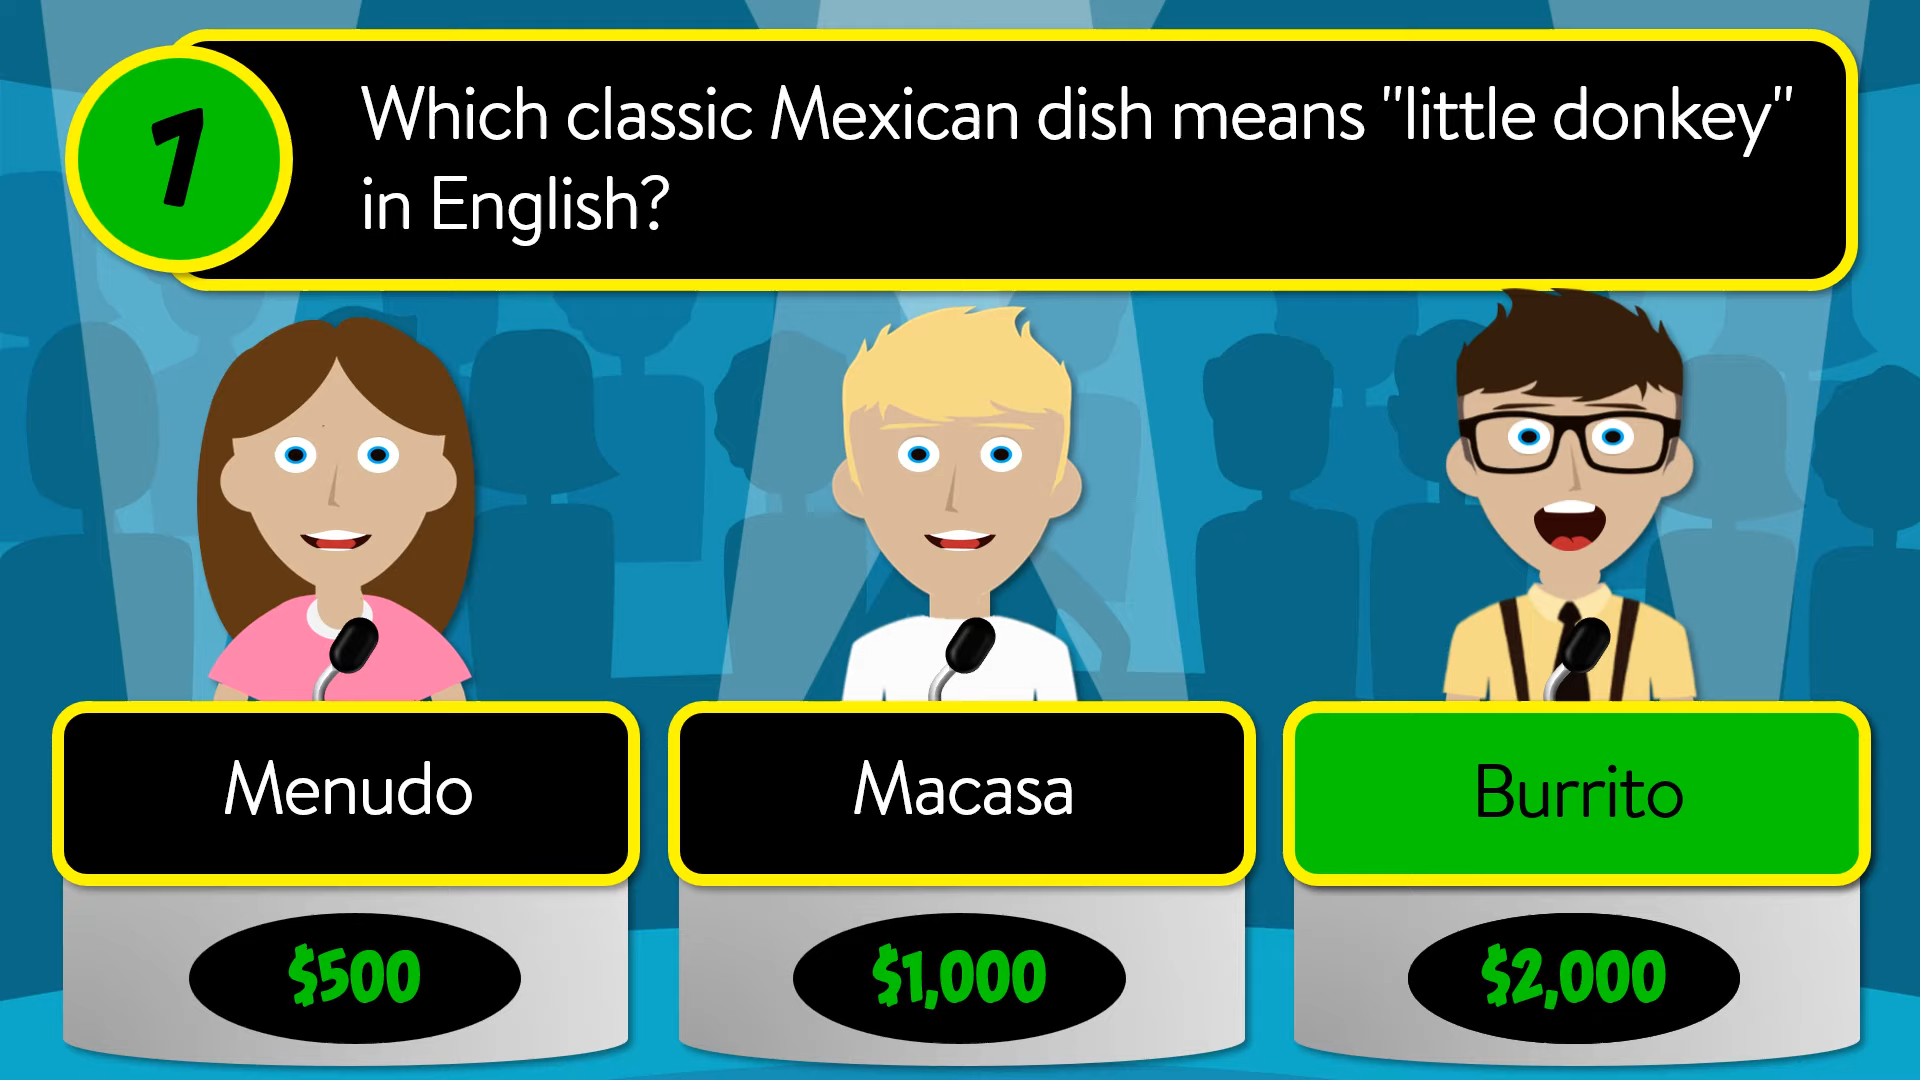 1
Which classic Mexican dish means "little donkey"
in English?
Menudo
Macasa
Burrito
$500
$1,000
$2,000